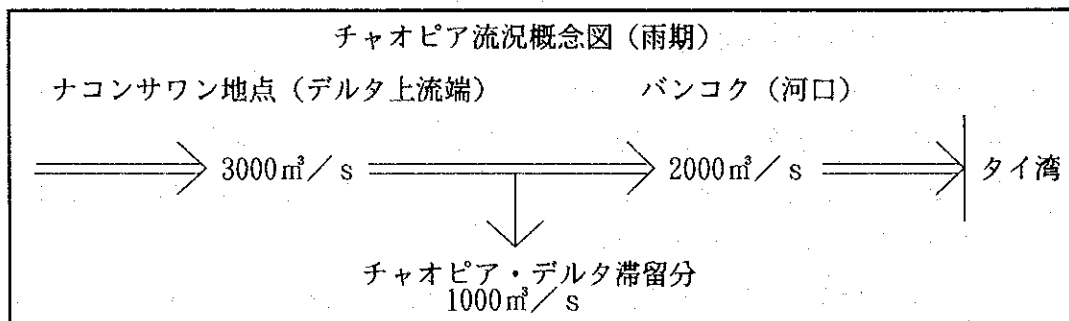 チャオピア流況概念図（雨期）
ナコンサワン地点（デルタ上流端） バンコク（河口）
3000㎥／s 2000㎥／s タイ湾
チャオピア・デルタ滞留分
1000㎥／s